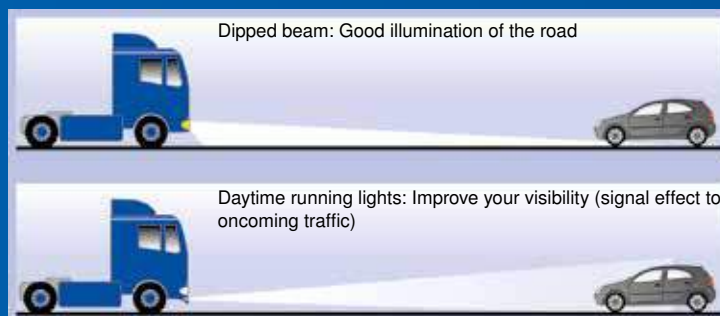 Dipped beam: Good illumination of the road
Daytime running lights: Improve your visibility (signal effect to
oncoming traffic)